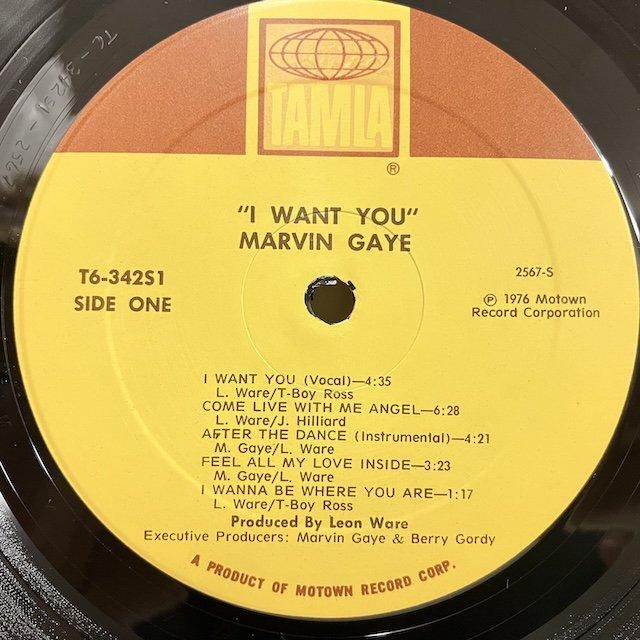 TAMLA
®
"I WANT YOU"
MARVIN GAYE
T6-342S1
SIDE ONE
2567-S
℗ 1976 Motown
Record Corporation
I WANT YOU (Vocal)—4:35
L. Ware/T-Boy Ross
COME LIVE WITH ME ANGEL—6:28
L. Ware/J. Hilliard
AFTER THE DANCE (Instrumental)—4:21
M. Gaye/L. Ware
FEEL ALL MY LOVE INSIDE—3:23
M. Gaye/L. Ware
I WANNA BE WHERE YOU ARE—1:17
L. Ware/T-Boy Ross
Produced By Leon Ware
Executive Producers: Marvin Gaye & Berry Gordy
A PRODUCT OF MOTOWN RECORD CORP.